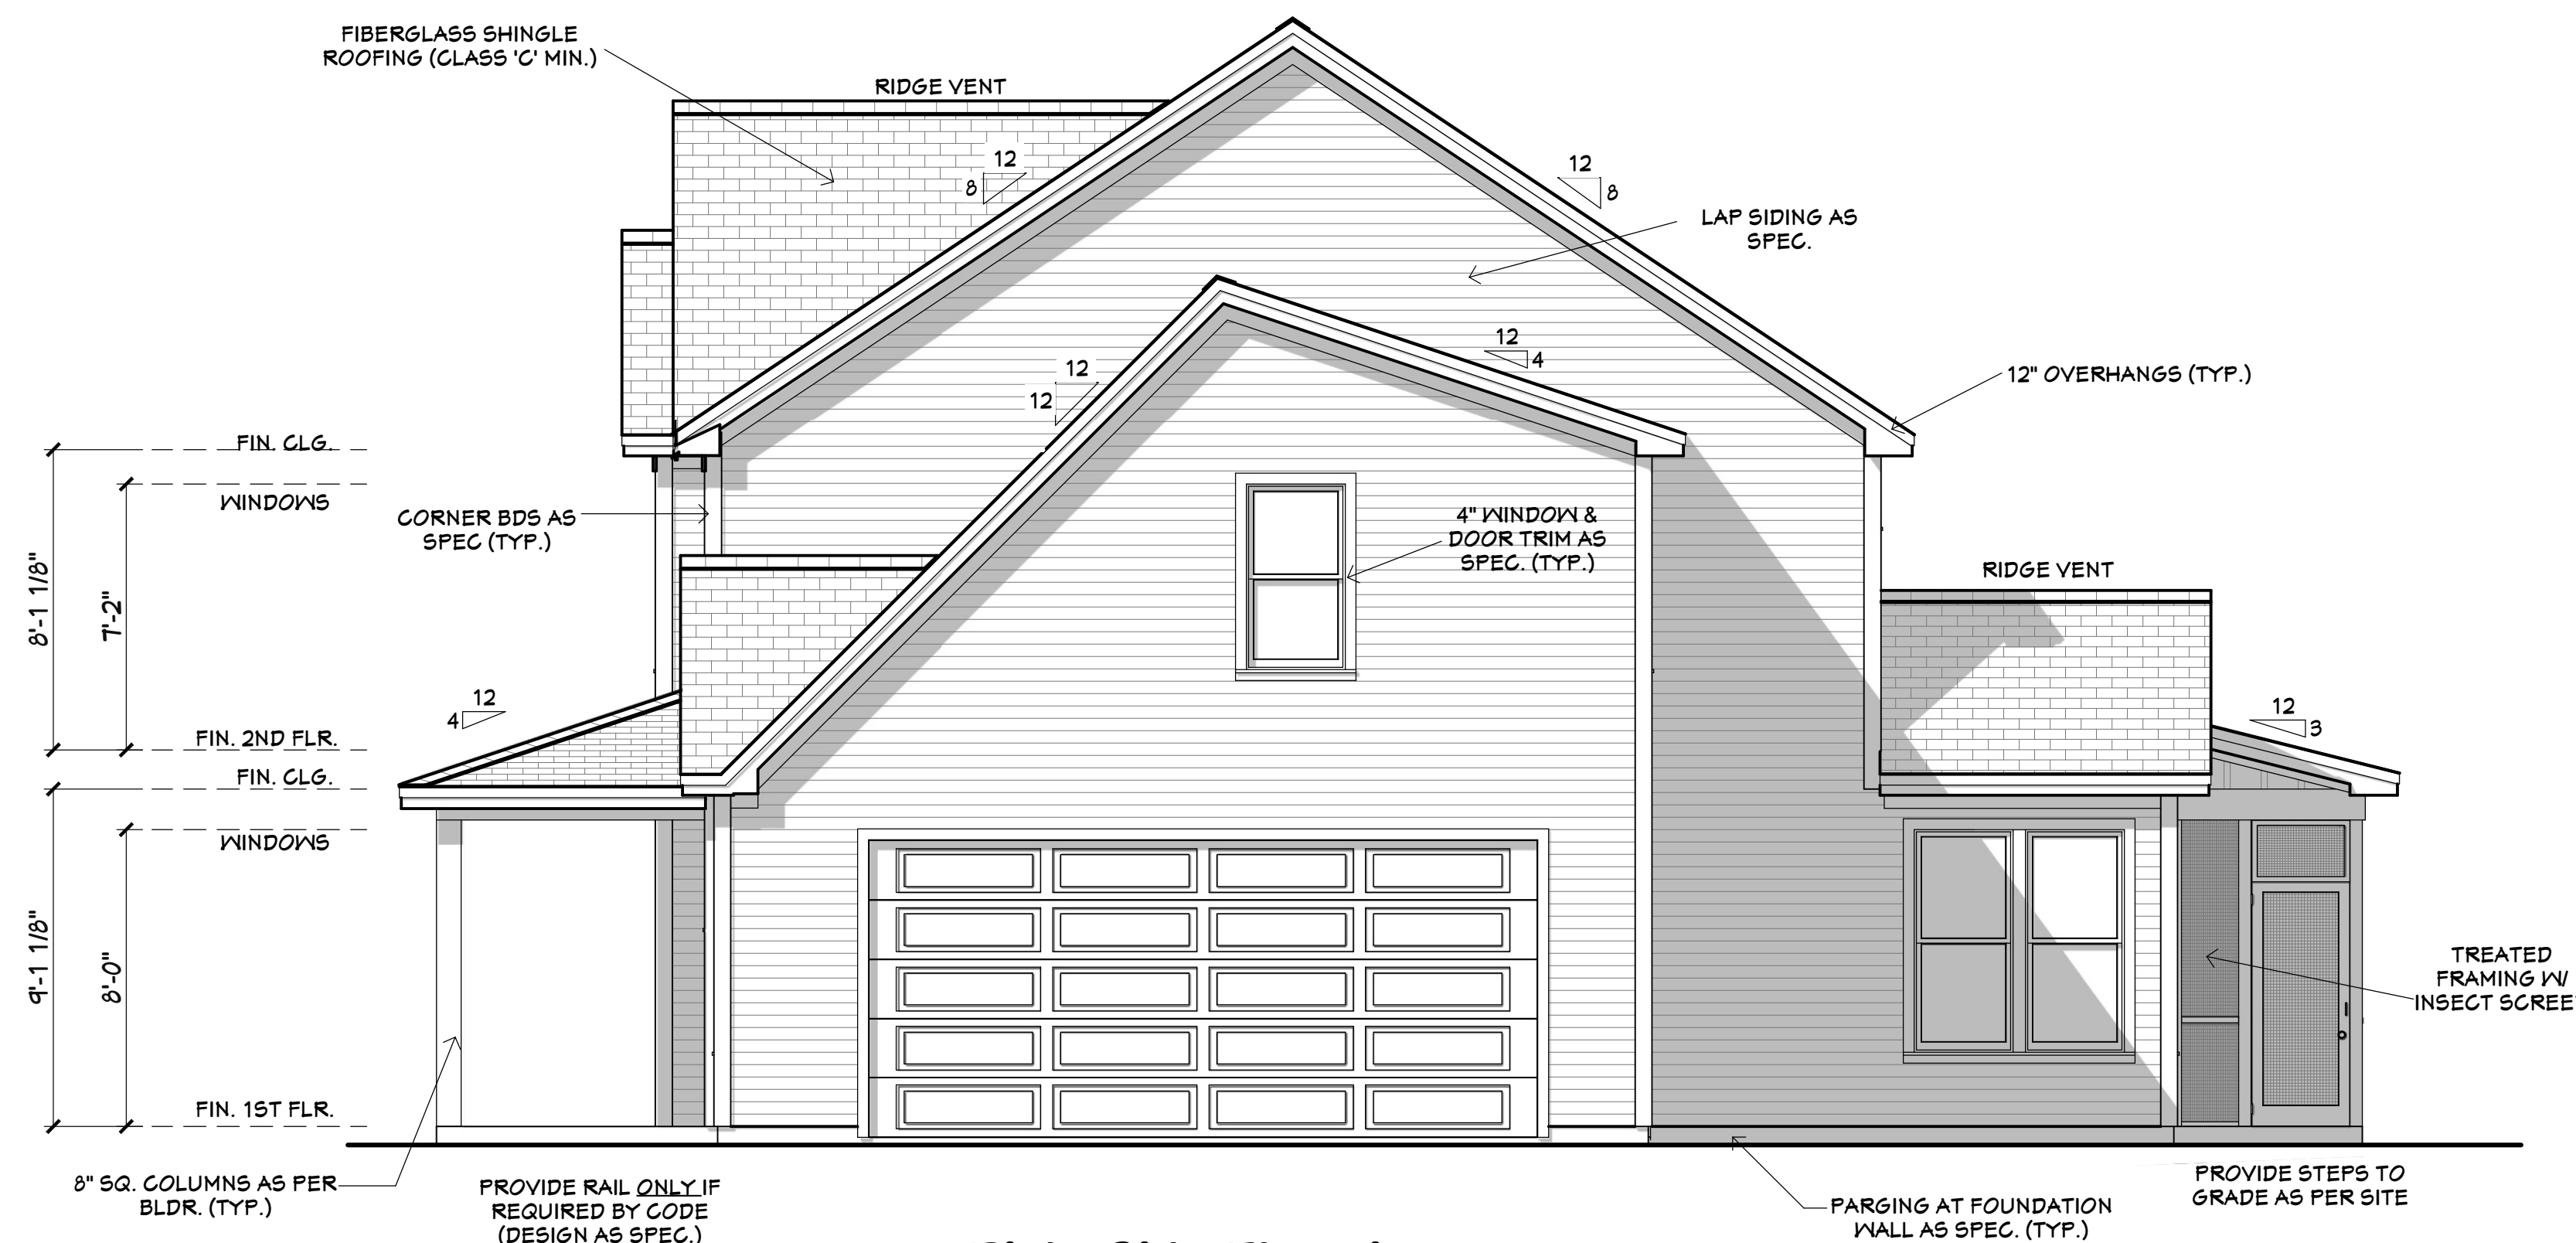 FIBERGLASS SHINGLE
ROOFING (CLASS 'C' MIN.)
RIDGE VENT
12
8
12
8
LAP SIDING AS
SPEC.
12
4
12
12
12" OVERHANGS (TYP.)
FIN. CLG.
WINDOWS
CORNER BDS AS
SPEC (TYP.)
4" WINDOW &
DOOR TRIM AS
SPEC. (TYP.)
8'-1 1/8"
7'-2"
RIDGE VENT
12
4
12
3
FIN. 2ND FLR.
FIN. CLG.
WINDOWS
9'-1 1/8"
8'-0"
TREATED
FRAMING W/
INSECT SCREE
FIN. 1ST FLR.
8" SQ. COLUMNS AS PER
BLDR. (TYP.)
PROVIDE RAIL ONLY IF
REQUIRED BY CODE
(DESIGN AS SPEC.)
PARGING AT FOUNDATION
WALL AS SPEC. (TYP.)
PROVIDE STEPS TO
GRADE AS PER SITE